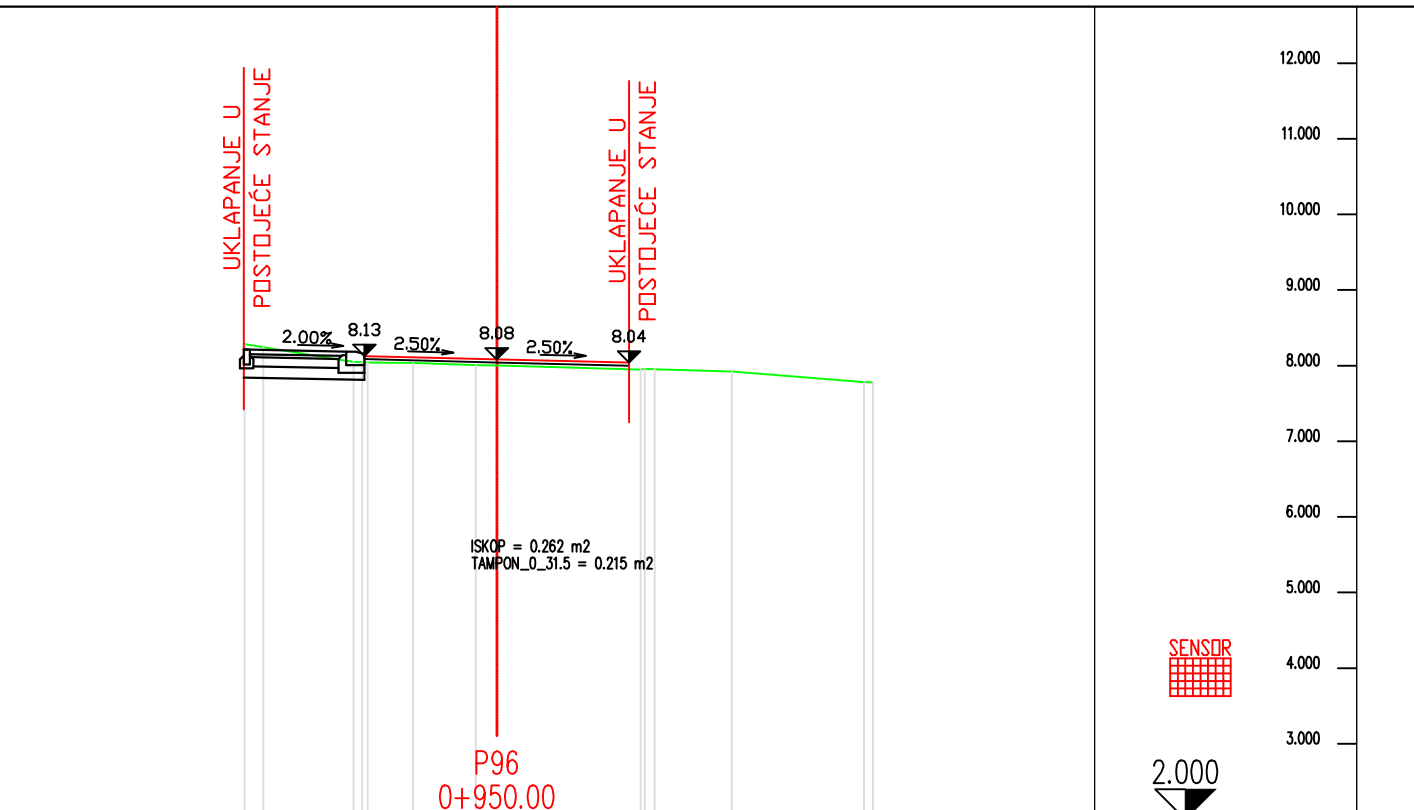 UKLAPANJE U
POSTOJEĆE STANJE
UKLAPANJE U
POSTOJEĆE STANJE
2.00%
8.13
2.50%
8.08
2.50%
8.04
ISKOP = 0.262 m2
TAMPON_0_31.5 = 0.215 m2
P96
0+950.00
12.000
11.000
10.000
9.000
8.000
7.000
6.000
5.000
4.000
3.000
SENSOR
2.000